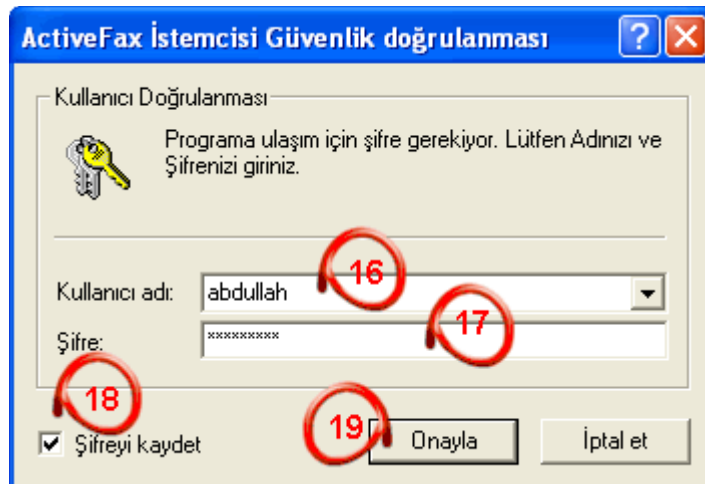 ActiveFax İstemcisi Güvenlik doğrulanması
Kullanıcı Doğrulanması
Programa ulaşım için şifre gerekiyor. Lütfen Adınızı ve
Şifrenizi giriniz.
16
Kullanıcı adı: abdullah
17
Şifre: ×××××××××
18
Şifreyi kaydet
19
Onayla
İptal et